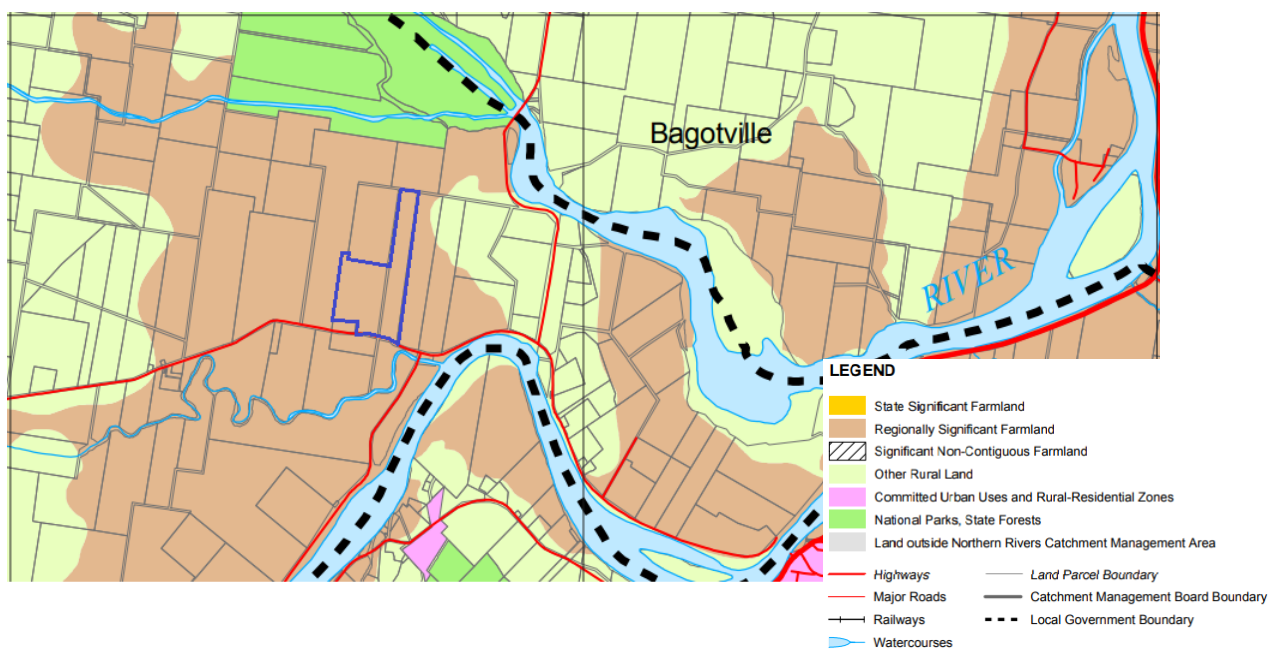 Bagotville
RIVER
LEGEND
State Significant Farmland
Regionally Significant Farmland
Significant Non-Contiguous Farmland
Other Rural Land
Committed Urban Uses and Rural-Residential Zones
National Parks, State Forests
Land outside Northern Rivers Catchment Management Area
Highways
Land Parcel Boundary
Major Roads
Catchment Management Board Boundary
Railways
Local Government Boundary
Watercourses